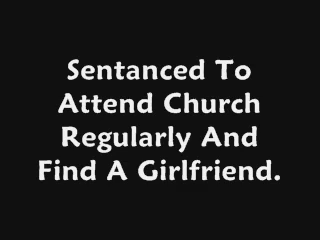 Sentanced To
Attend Church
Regularly And
Find A Girlfriend.